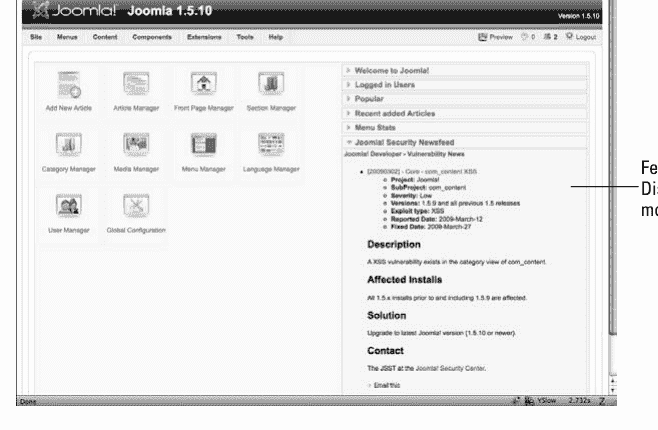 Joomla! Joomla 1.5.10
Version 1.5.10
Site Menus Content Components Extensions Tools Help Preview 0 2 Logout
Add New Article Article Manager Front Page Manager Section Manager
Category Manager Media Manager Menu Manager Language Manager
User Manager Global Configuration
Welcome to Joomla!
Logged in Users
Popular
Recent added Articles
Menu Stats
Joomla! Security Newsfeed
Joomla! Developer - Vulnerability News
[20090302] - Core - com_content XSS
Project: Joomla!
SubProject: com_content
Severity: Low
Versions: 1.5.9 and all previous 1.5 releases
Exploit type: XSS
Reported Date: 2009-March-12
Fixed Date: 2009-March-27
Description
A XSS vulnerability exists in the category view of com_content.
Affected Installs
All 1.5.x installs prior to and including 1.5.9 are affected.
Solution
Upgrade to latest Joomla! version (1.5.10 or newer).
Contact
The JSST at the Joomla! Security Center.
Email this
Done YSlow 2.732s
Fe
Di
mo